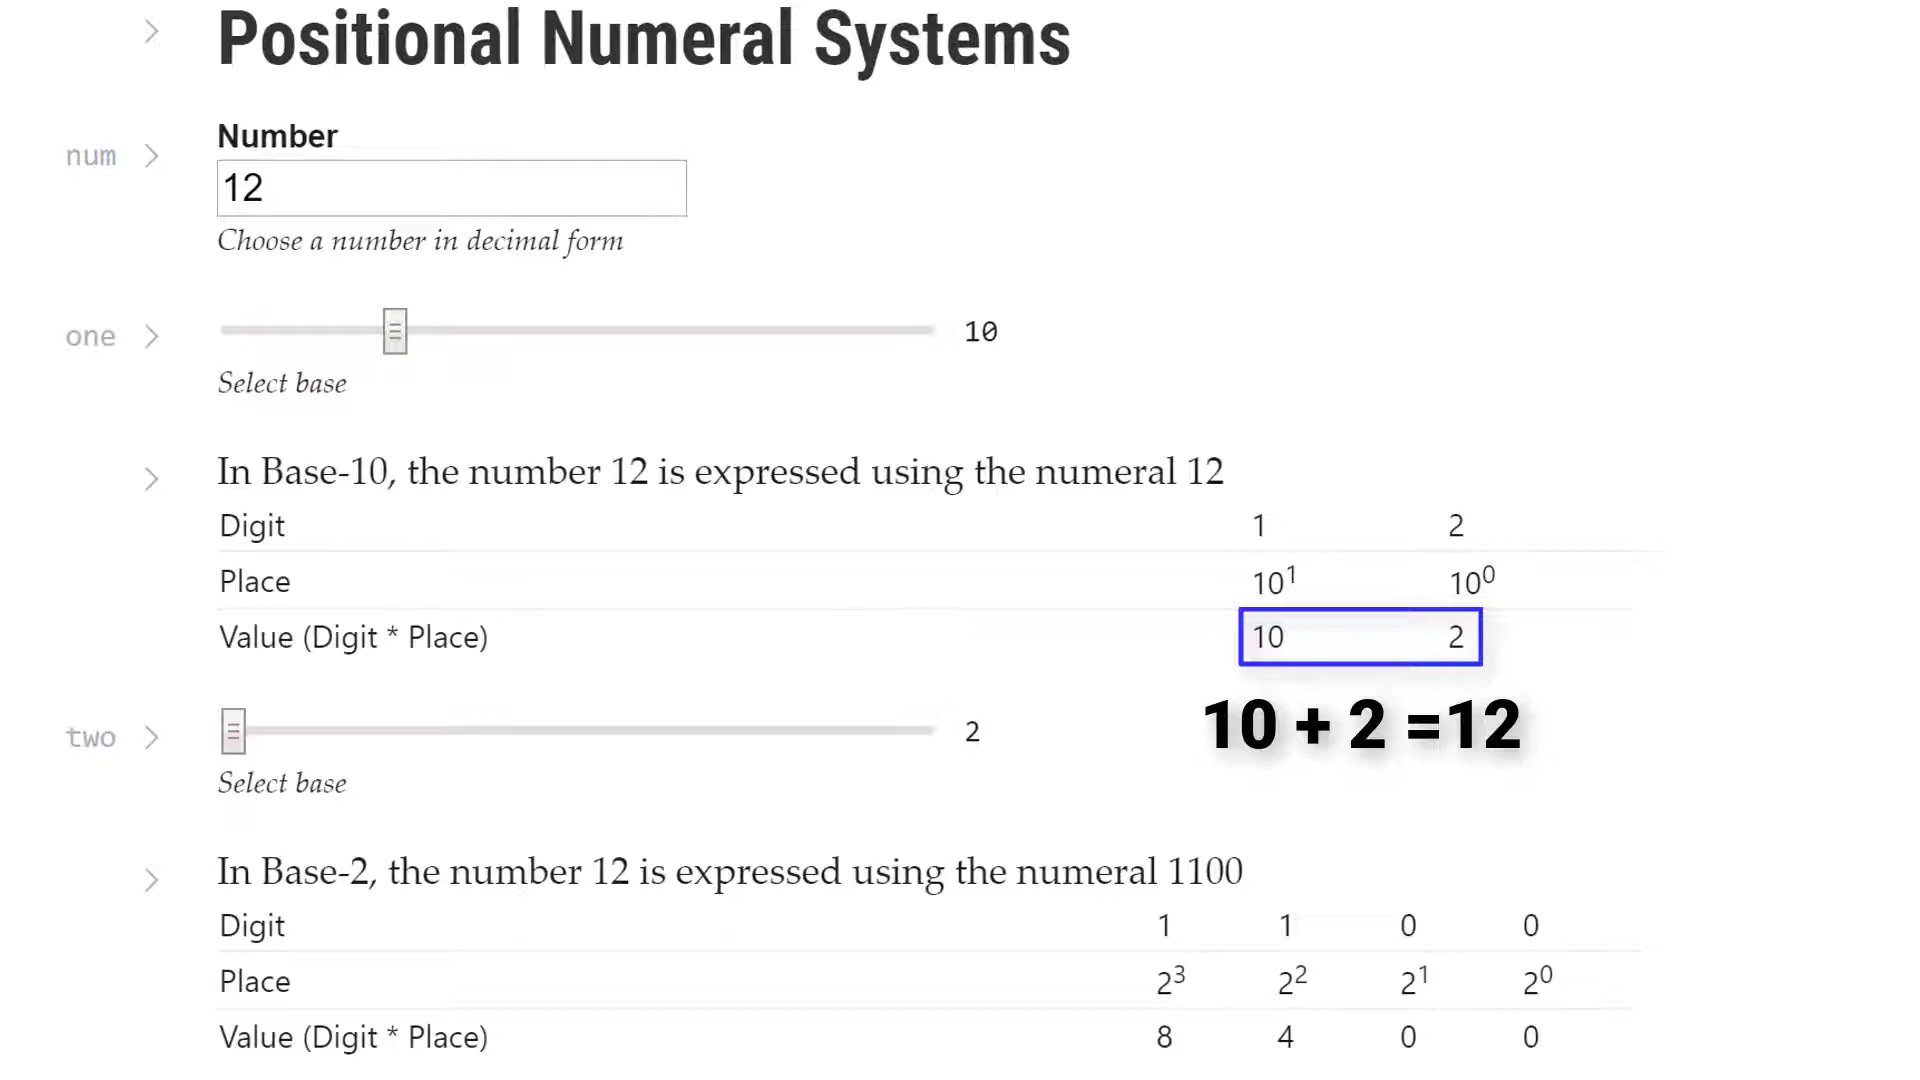 Positional Numeral Systems
Number
num
12
Choose a number in decimal form
one
10
Select base
In Base-10, the number 12 is expressed using the numeral 12
Digit 1 2
Place 10¹ 10⁰
Value (Digit * Place) 10 2
10 + 2 =12
two
2
Select base
In Base-2, the number 12 is expressed using the numeral 1100
Digit 1 1 0 0
Place 2³ 2² 2¹ 2⁰
Value (Digit * Place) 8 4 0 0